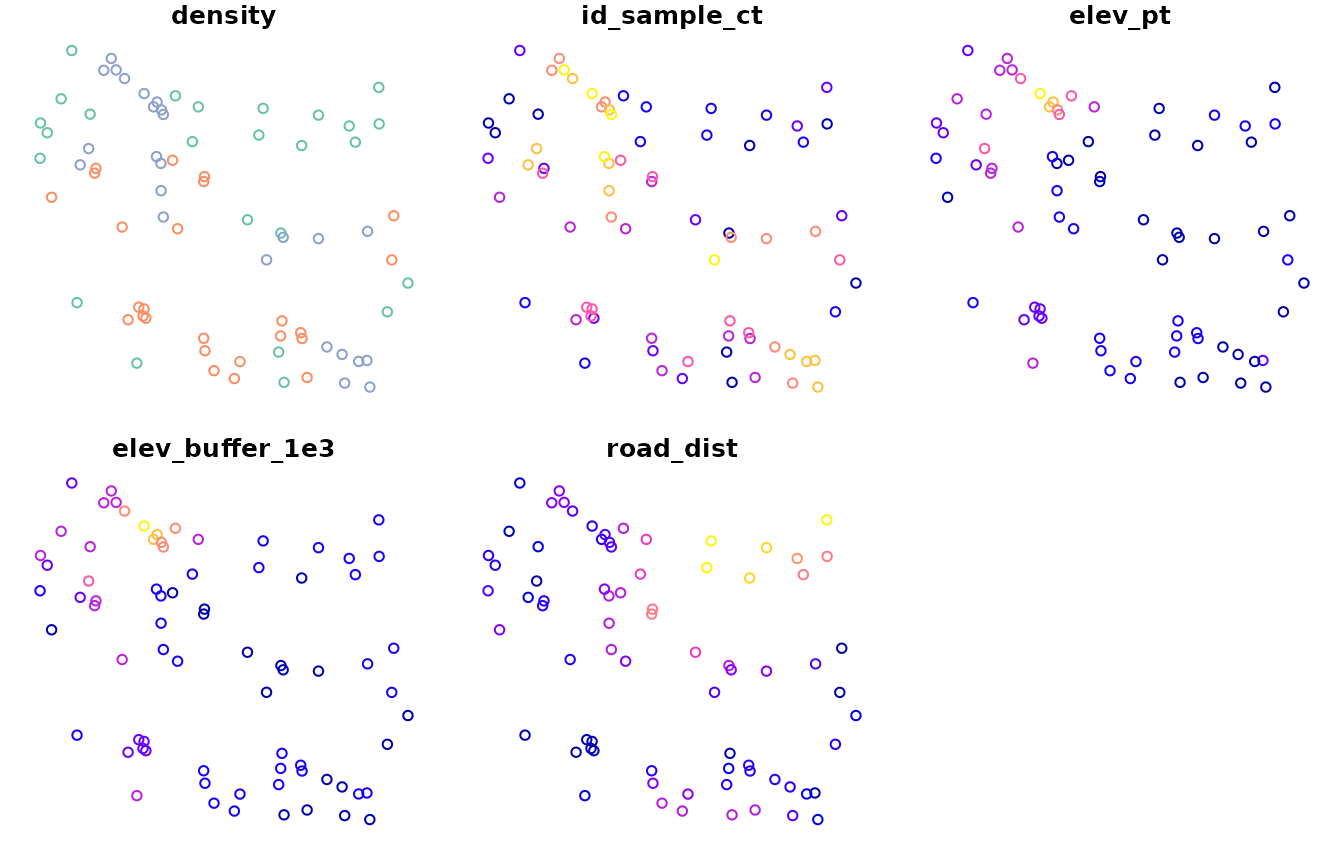 density
id_sample_ct
elev_pt
elev_buffer_1e3
road_dist